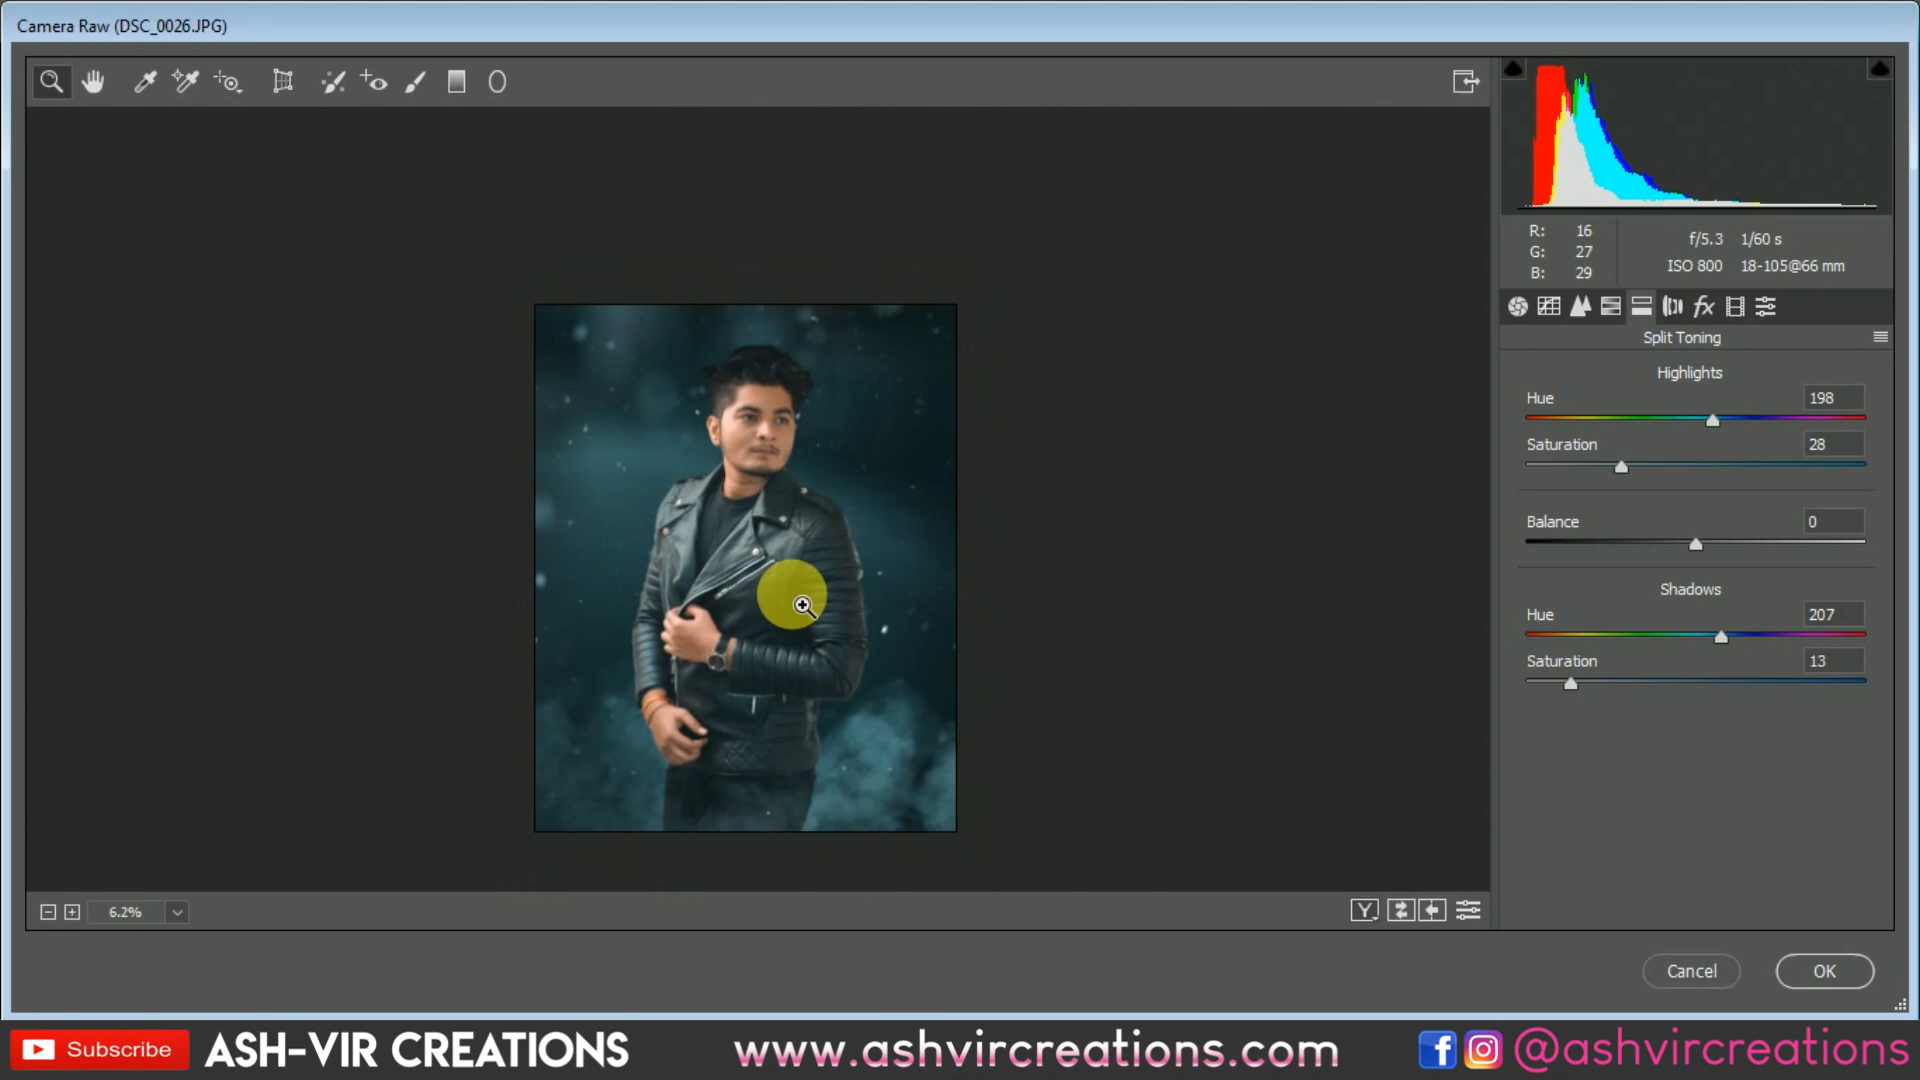 Camera Raw (DSC_0026.JPG)
R: 16
G: 27
B: 29
f/5.3 1/60 s
ISO 800 18-105@66 mm
fx
Split Toning
Highlights
Hue 198
Saturation 28
Balance 0
Shadows
Hue 207
Saturation 13
6.2%
Y
Cancel OK
Subscribe ASH-VIR CREATIONS www.ashvircreations.com @ashvircreations